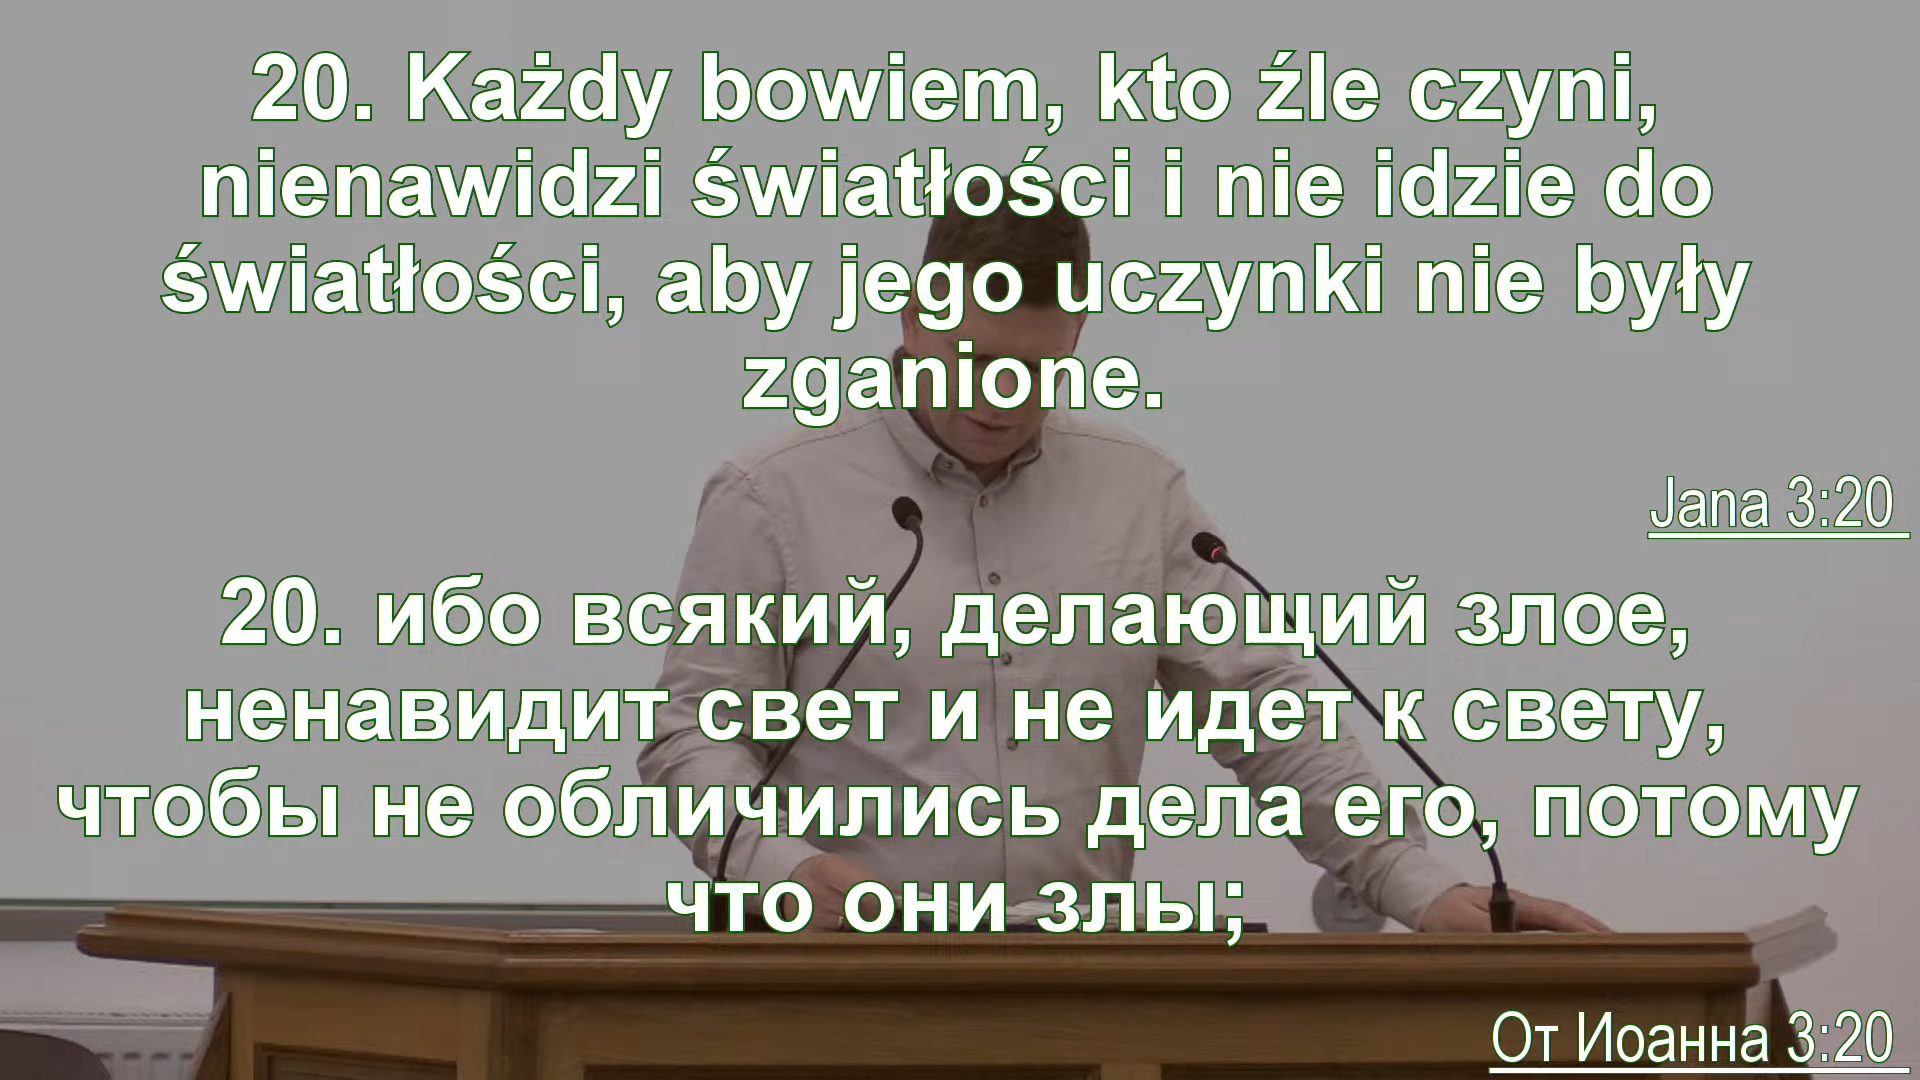 20. Każdy bowiem, kto źle czyni,
nienawidzi światłości i nie idzie do
światłości, aby jego uczynki nie były
zganione.
Jana 3:20
20. ибо всякий, делающий злое,
ненавидит свет и не идет к свету,
чтобы не обличились дела его, потому
что они злы;
От Иоанна 3:20